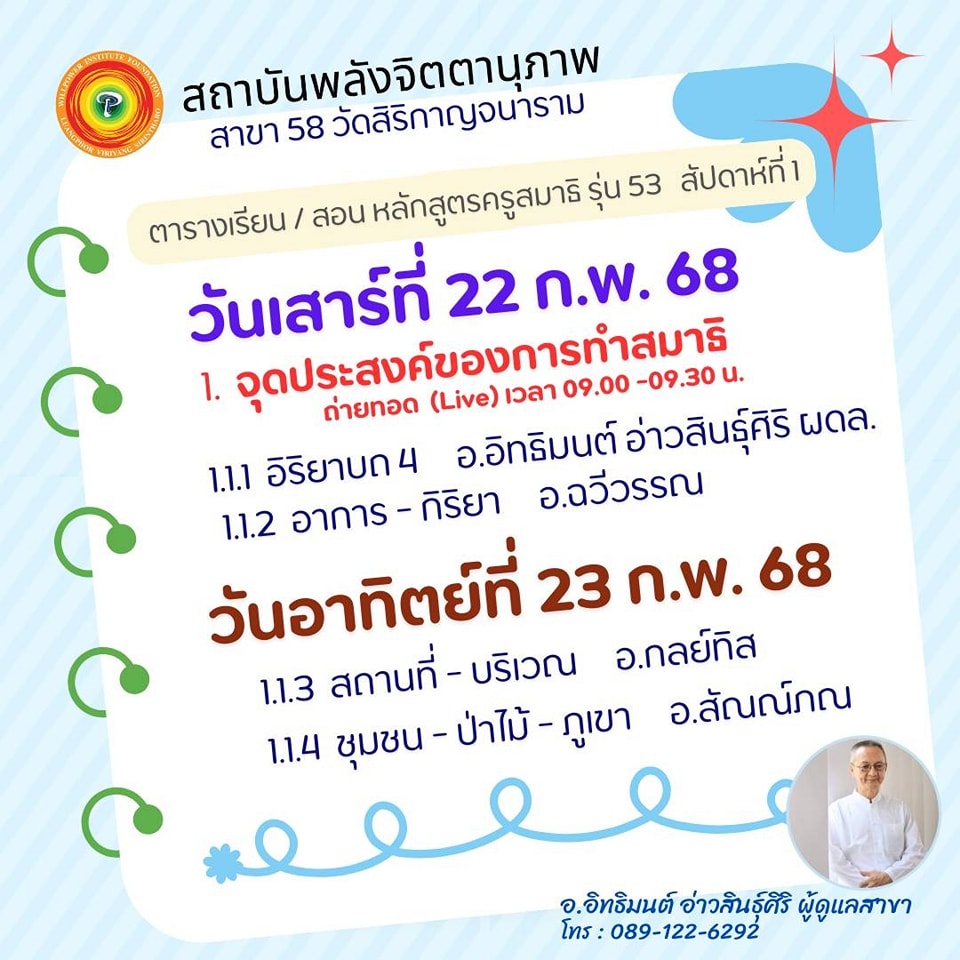 WILLPOWER INSTITUTE FOUNDATION
LUANGPHOR VIRIYANG SIRINTHARO
สถาบันพลังจิตตานุภาพ
สาขา 58 วัดสิริกาญจนาราม
ตารางเรียน / สอน หลักสูตรครูสมาธิ รุ่น 53 สัปดาห์ที่ 1
วันเสาร์ที่ 22 ก.พ. 68
1. จุดประสงค์ของการทำสมาธิ
ถ่ายทอด (Live) เวลา 09.00 -09.30 น.
1.1.1 อิริยาบถ 4 อ.อิทธิมนต์ อ่าวสินธุ์ศิริ ผดล.
1.1.2 อาการ - กิริยา อ.ฉวีวรรณ
วันอาทิตย์ที่ 23 ก.พ. 68
1.1.3 สถานที่ - บริเวณ อ.กลย์ทิส
1.1.4 ชุมชน - ป่าไม้ - ภูเขา อ.สัณณ์ภณ
อ.อิทธิมนต์ อ่าวสินธุ์ศิริ ผู้ดูแลสาขา
โทร : 089-122-6292